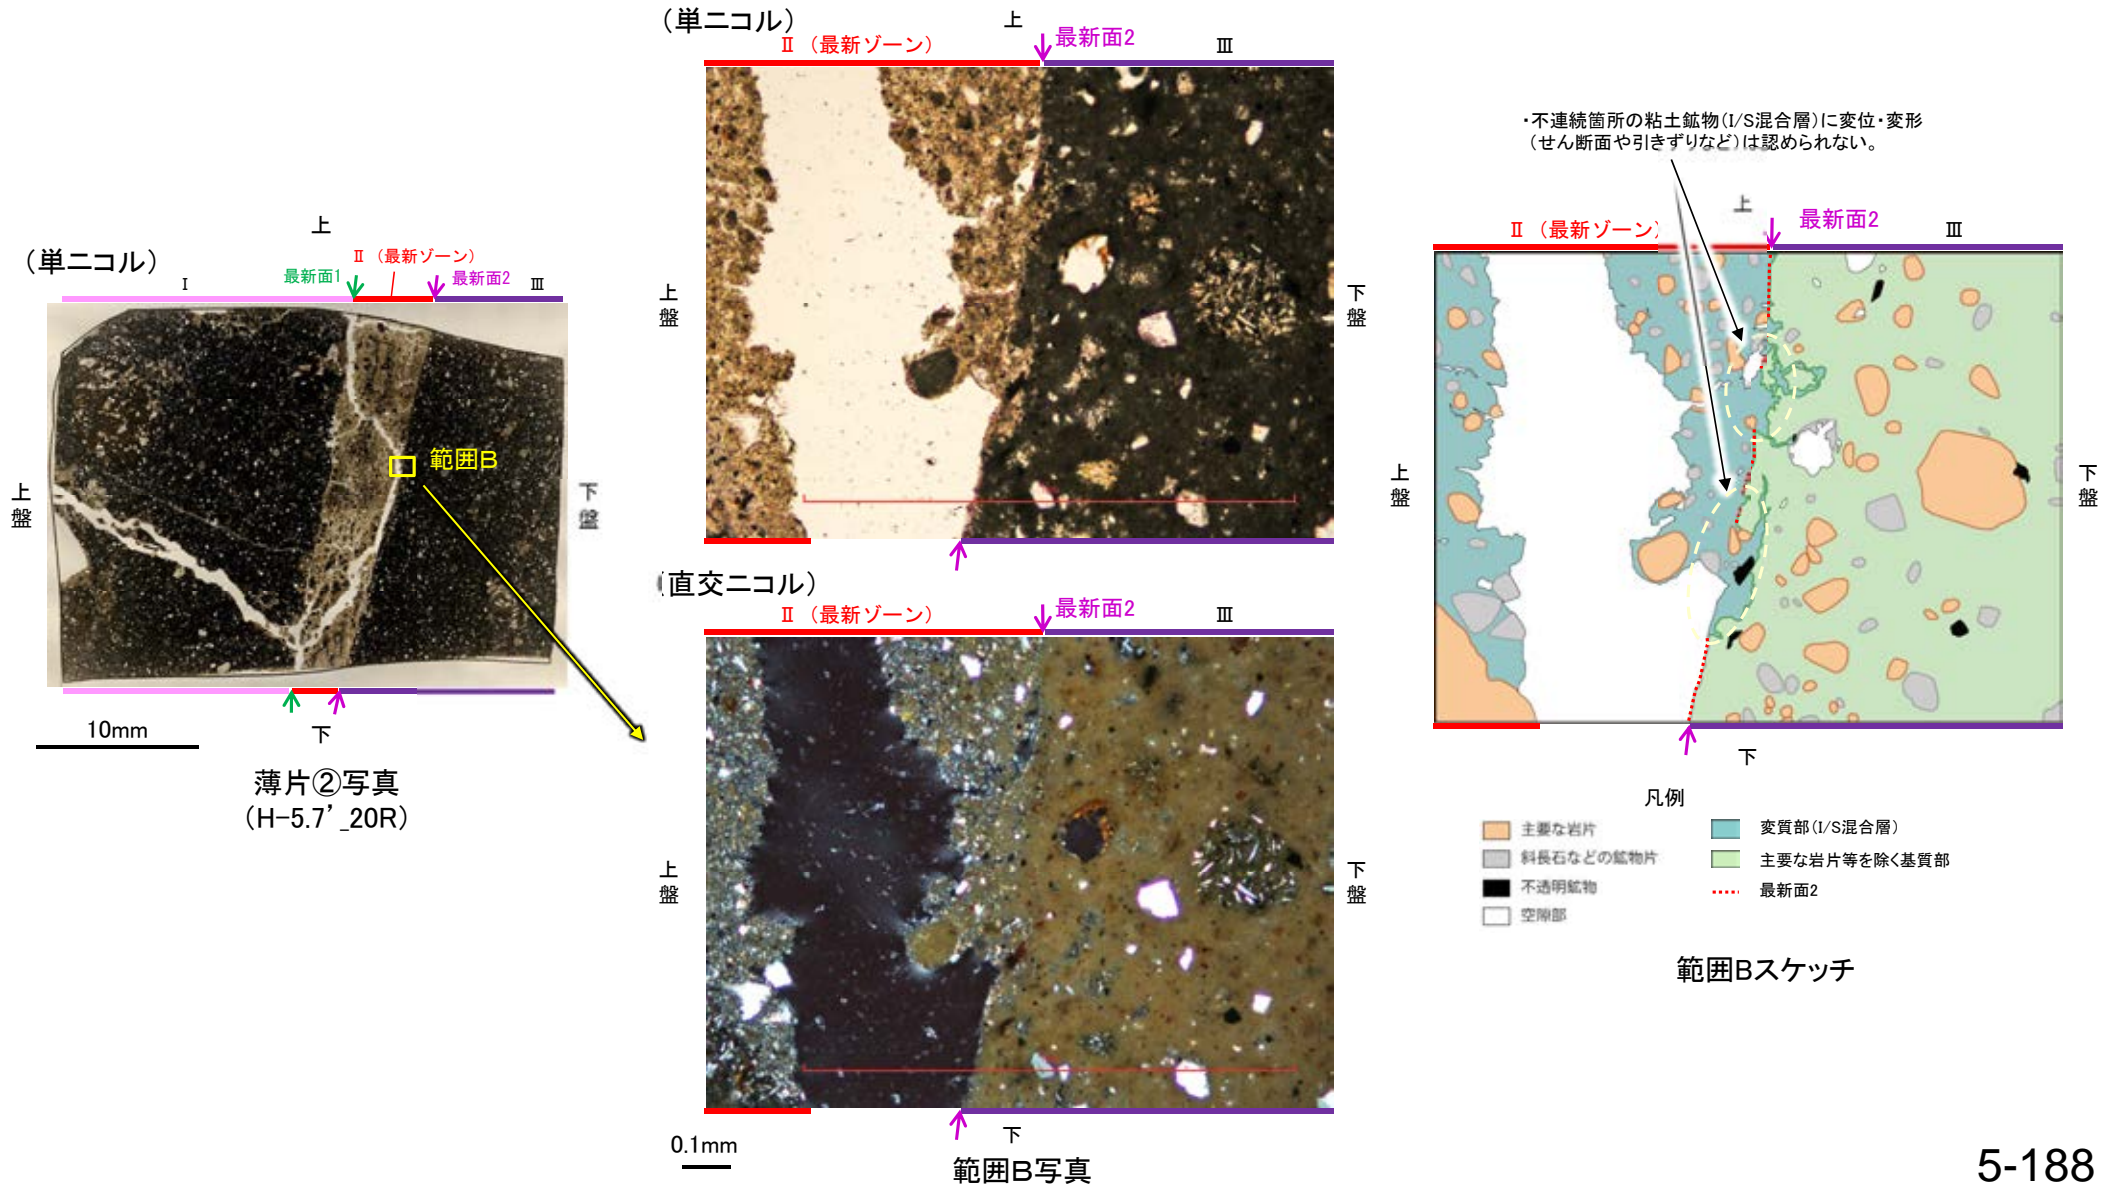 （単ニコル）
上
Ⅱ （最新ゾーン）
最新面1
最新面2
Ⅰ
Ⅲ
上盤
下盤
範囲B
10mm
下
薄片②写真
（H-5.7’_20R）
（単ニコル）
上
Ⅱ （最新ゾーン）
最新面2
Ⅲ
上盤
下盤
（直交ニコル）
Ⅱ （最新ゾーン）
最新面2
Ⅲ
上盤
下盤
下
0.1mm
範囲B写真
・不連続箇所の粘土鉱物(I/S混合層)に変位・変形
（せん断面や引きずりなど）は認められない。
上
Ⅱ （最新ゾーン）
最新面2
Ⅲ
上盤
下盤
下
凡例
主要な岩片
斜長石などの鉱物片
不透明鉱物
空隙部
変質部(I/S混合層)
主要な岩片等を除く基質部
最新面2
範囲Bスケッチ
5-188